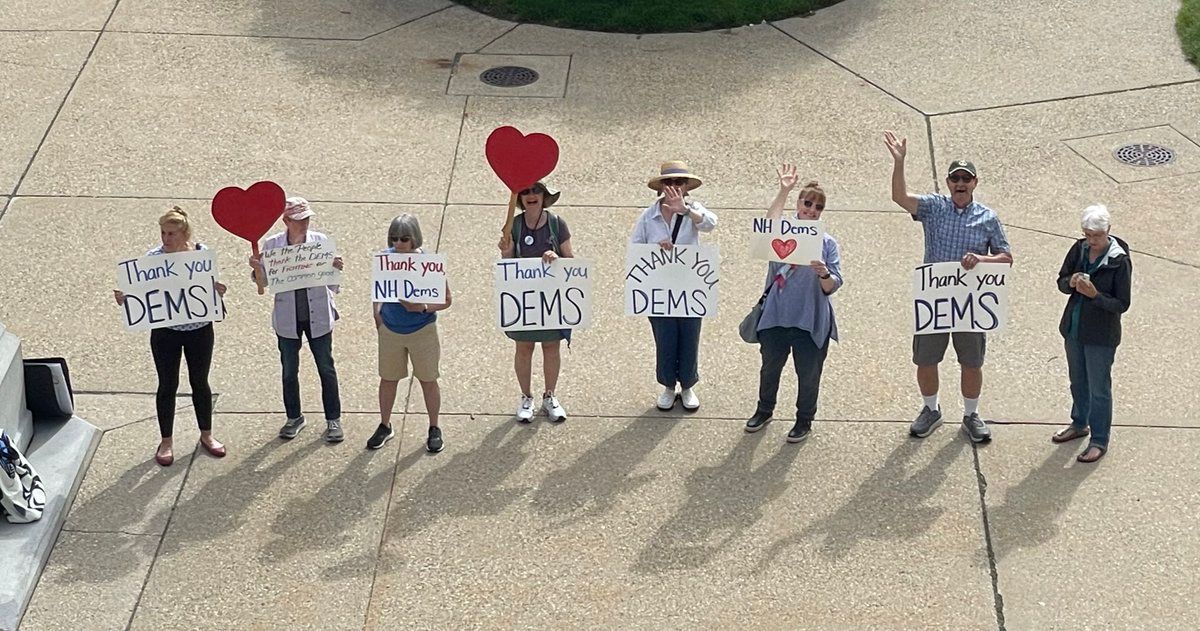 Thank you
DEMS!
We the People
thank the DEMS
for FIGHTING for
The common good
Thank you,
NH Dems
Thank you
DEMS
THANK YOU
DEMS
NH Dems
Thank you
DEMS